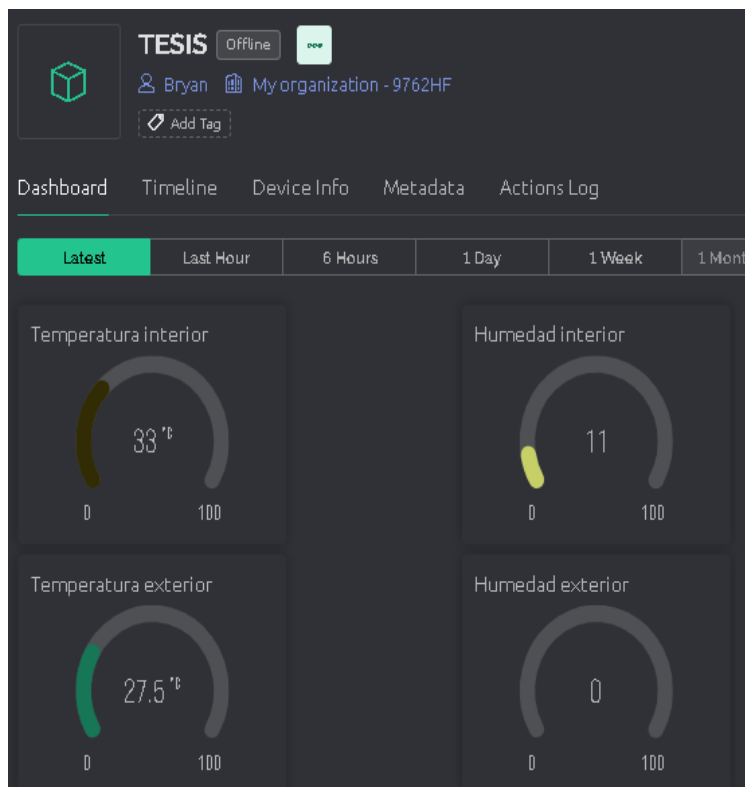 TESIS Offline
Bryan My organization - 9762HF
Add Tag
Dashboard Timeline Device Info Metadata Actions Log
Latest Last Hour 6 Hours 1 Day 1 Week 1 Mont
Temperatura interior Humedad interior
33 °C 11
0 100 0 100
Temperatura exterior Humedad exterior
27.5 °C 0
0 100 0 100